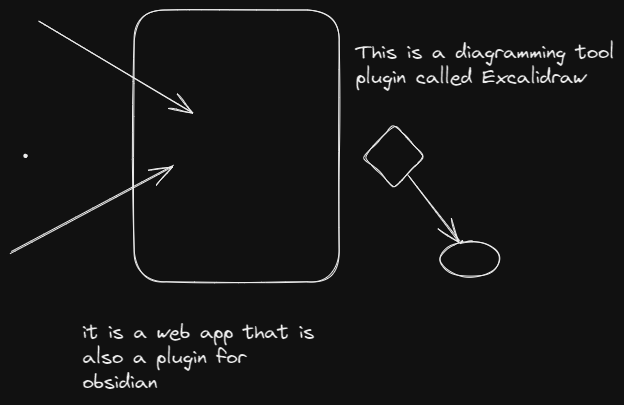 This is a diagramming tool
plugin called Excalidraw
it is a web app that is
also a plugin for
obsidian